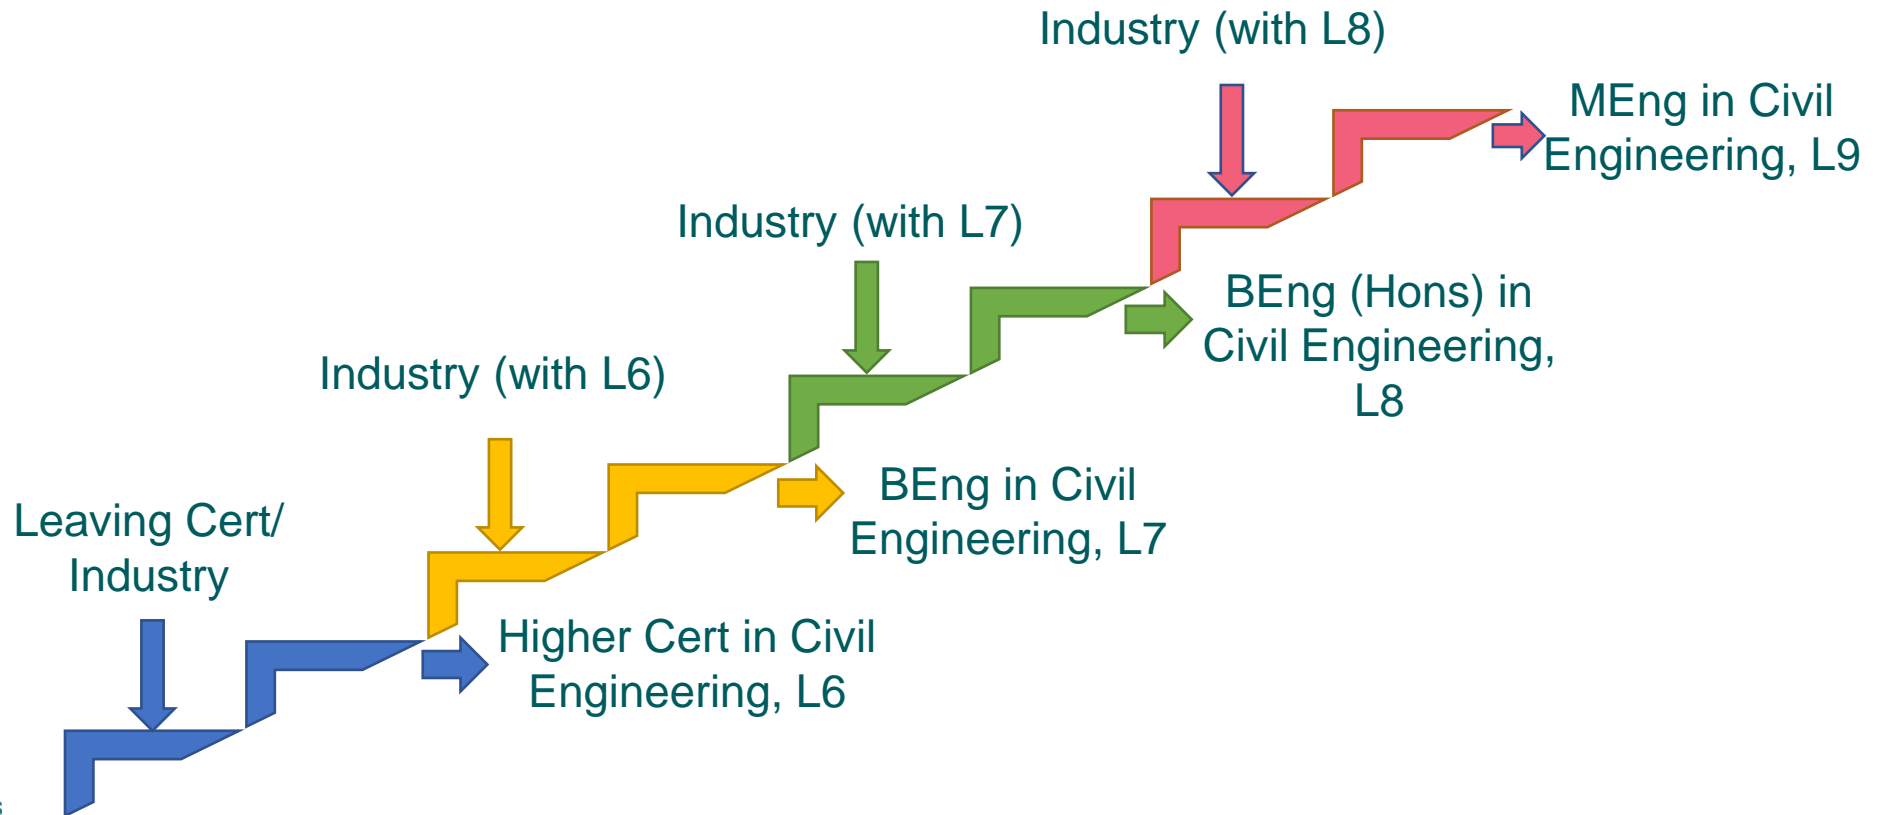 Industry (with L8)
MEng in Civil
Engineering, L9
Industry (with L7)
BEng (Hons) in
Civil Engineering,
L8
Industry (with L6)
BEng in Civil
Engineering, L7
Leaving Cert/
Industry
Higher Cert in Civil
Engineering, L6